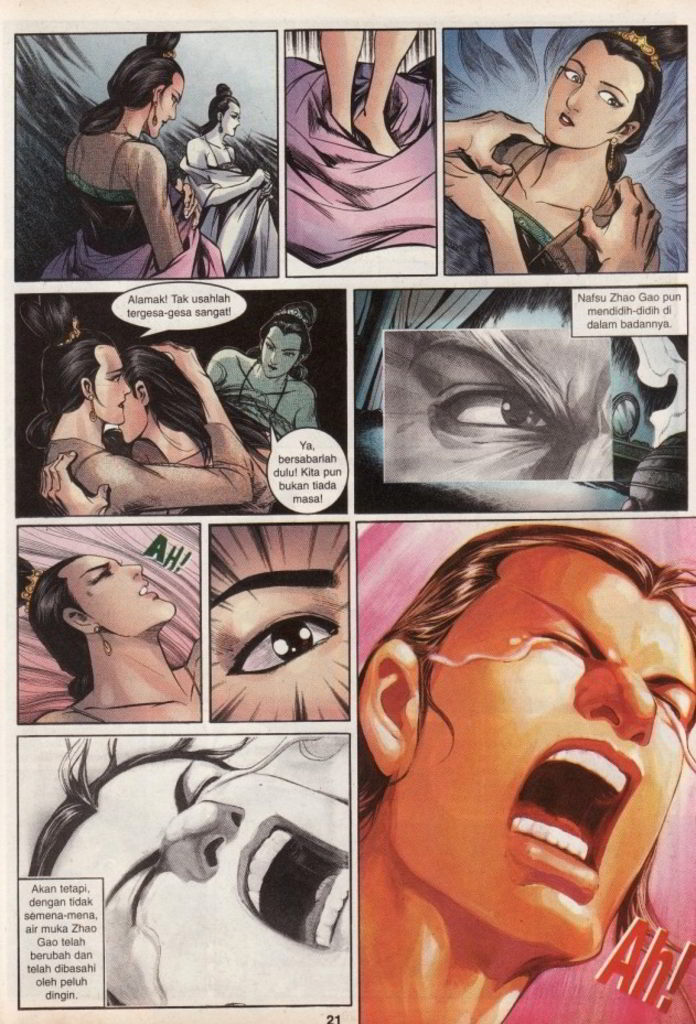 Alamak! Tak usahlah
tergesa-gesa sangat!
Ya,
bersabarlah
dulu! Kita pun
bukan tiada
masa!
Nafsu Zhao Gao pun
mendidih-didih di
dalam badannya.
AH!
Akan tetapi,
dengan tidak
semena-mena,
air muka Zhao
Gao telah
berubah dan
telah dibasahi
oleh peluh
dingin.
Ah!
21